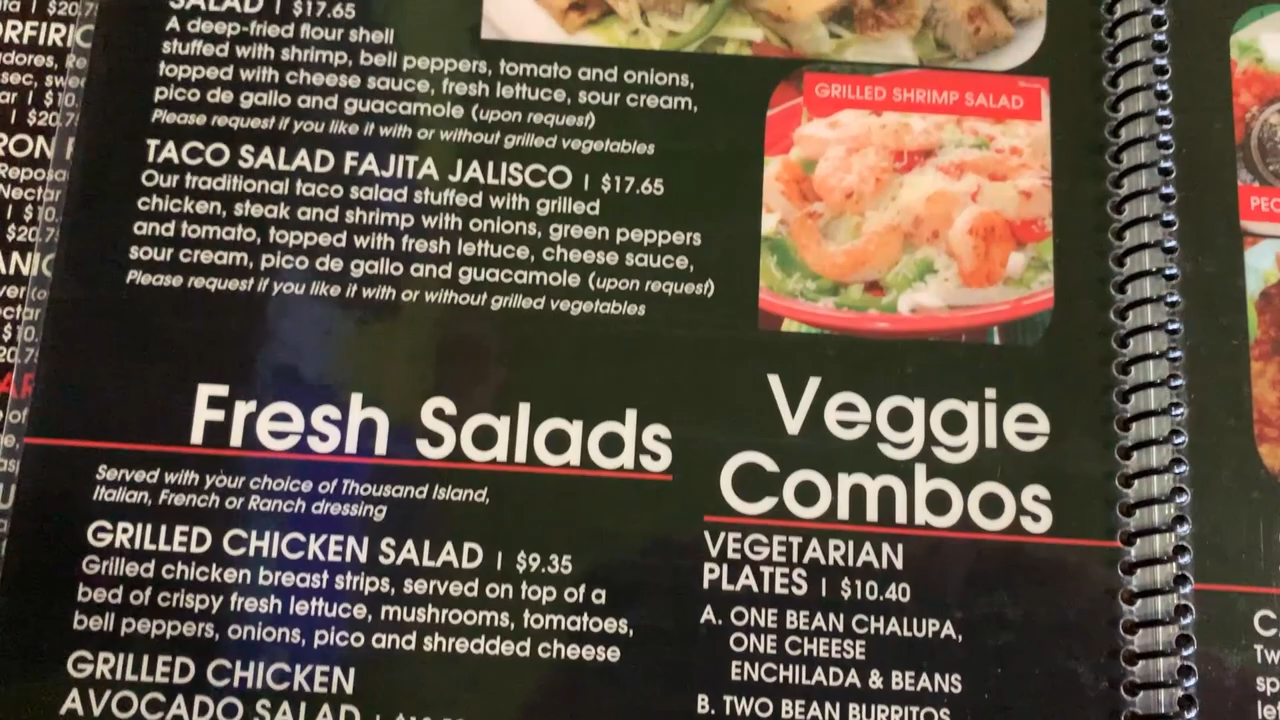 SALAD | $17.65
A deep-fried flour shell
stuffed with shrimp, bell peppers, tomato and onions,
topped with cheese sauce, fresh lettuce, sour cream,
pico de gallo and guacamole (upon request)
Please request if you like it with or without grilled vegetables
TACO SALAD FAJITA JALISCO | $17.65
Our traditional taco salad stuffed with grilled
chicken, steak and shrimp with onions, green peppers
and tomato, topped with fresh lettuce, cheese sauce,
sour cream, pico de gallo and guacamole (upon request)
Please request if you like it with or without grilled vegetables
GRILLED SHRIMP SALAD
Fresh Salads
Served with your choice of Thousand Island,
Italian, French or Ranch dressing
GRILLED CHICKEN SALAD | $9.35
Grilled chicken breast strips, served on top of a
bed of crispy fresh lettuce, mushrooms, tomatoes,
bell peppers, onions, pico and shredded cheese
GRILLED CHICKEN
AVOCADO SALAD |
Veggie
Combos
VEGETARIAN
PLATES | $10.40
A. ONE BEAN CHALUPA,
ONE CHEESE
ENCHILADA & BEANS
B. TWO BEAN BURRITOS